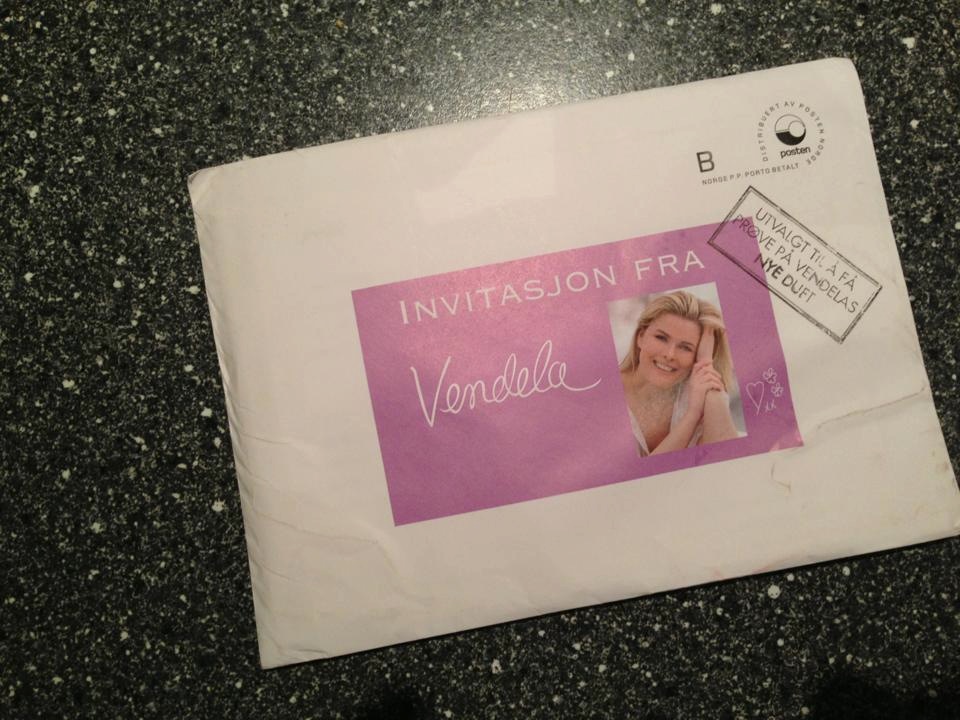 DISTRIBUERT AV POSTEN NORGE
posten
B
NORGE P.P. PORTO BETALT
UTVALGT TIL Å FÅ
PRØVE PÅ VENDELAS
NYE DUFT
INVITASJON FRA
Vendela
xx